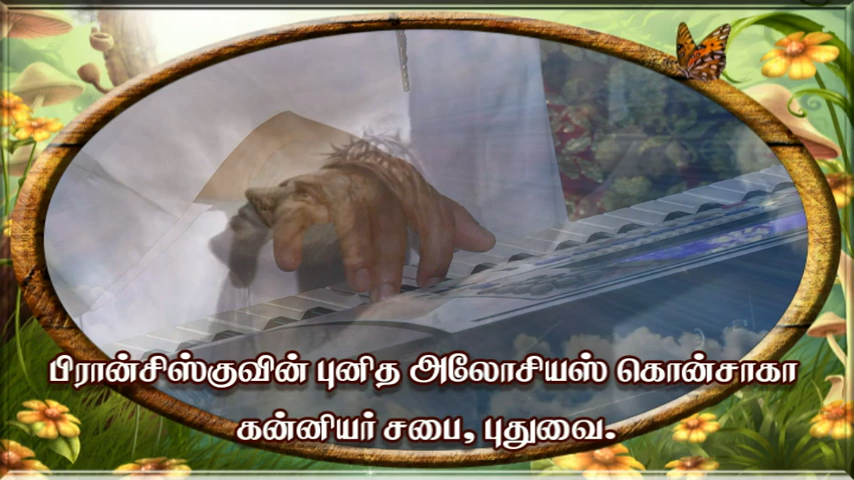 பிரான்சிஸ்குவின் புனித அலோசியஸ் கொன்சாகா
கன்னியர் சபை, புதுவை.